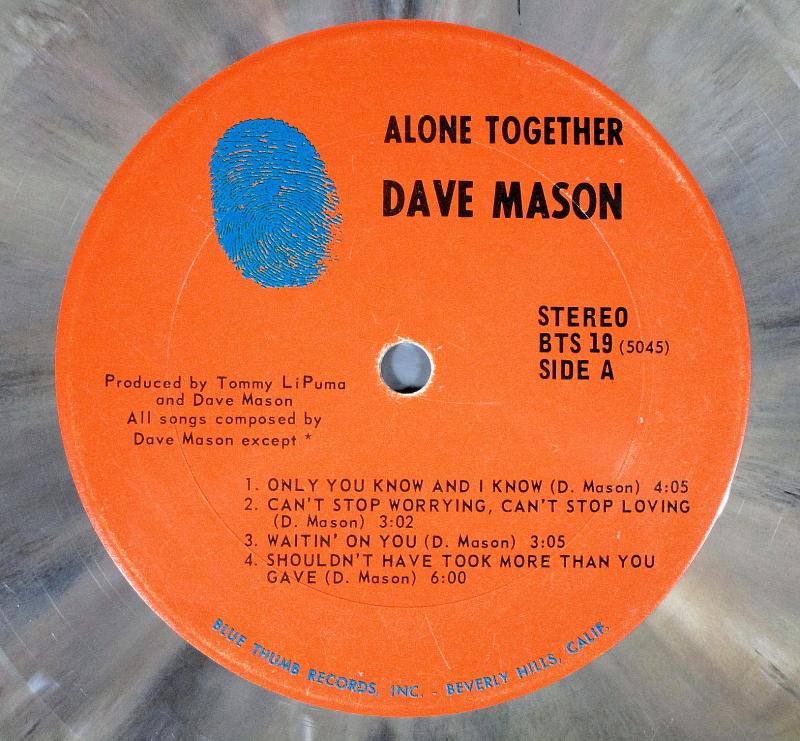 ALONE TOGETHER
DAVE MASON
STEREO
BTS 19 (5045)
SIDE A
Produced by Tommy LiPuma
and Dave Mason
All songs composed by
Dave Mason except *
1. ONLY YOU KNOW AND I KNOW (D. Mason) 4:05
2. CAN'T STOP WORRYING, CAN'T STOP LOVING
(D. Mason) 3:02
3. WAITIN' ON YOU (D. Mason) 3:05
4. SHOULDN'T HAVE TOOK MORE THAN YOU
GAVE (D. Mason) 6:00
BLUE THUMB RECORDS, INC. - BEVERLY HILLS, CALIF.